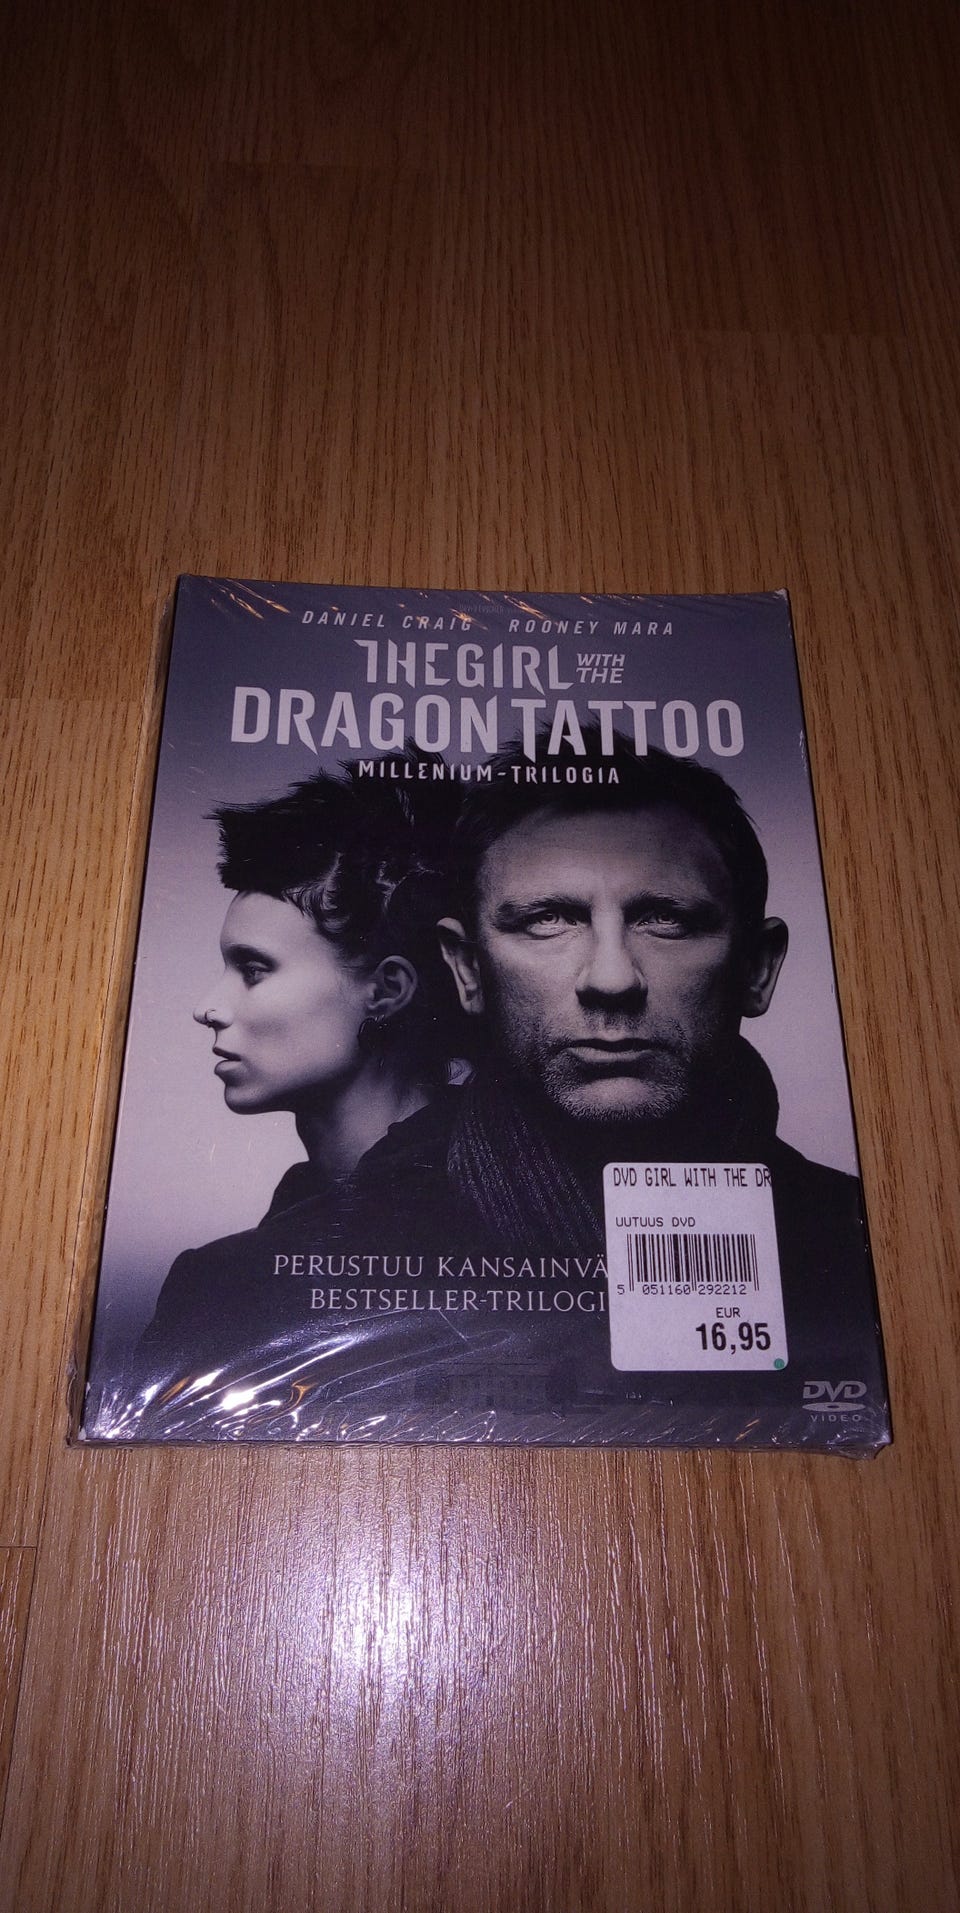 DANIEL CRAIG ROONEY MARA
THE GIRL WITH THE
DRAGON TATTOO
MILLENIUM-TRILOGIA
DVD GIRL WITH THE DR
UUTUUS DVD
5 051160 292212
EUR
16,95
PERUSTUU KANSAINVÄ
BESTSELLER-TRILOGI
DVD
VIDEO